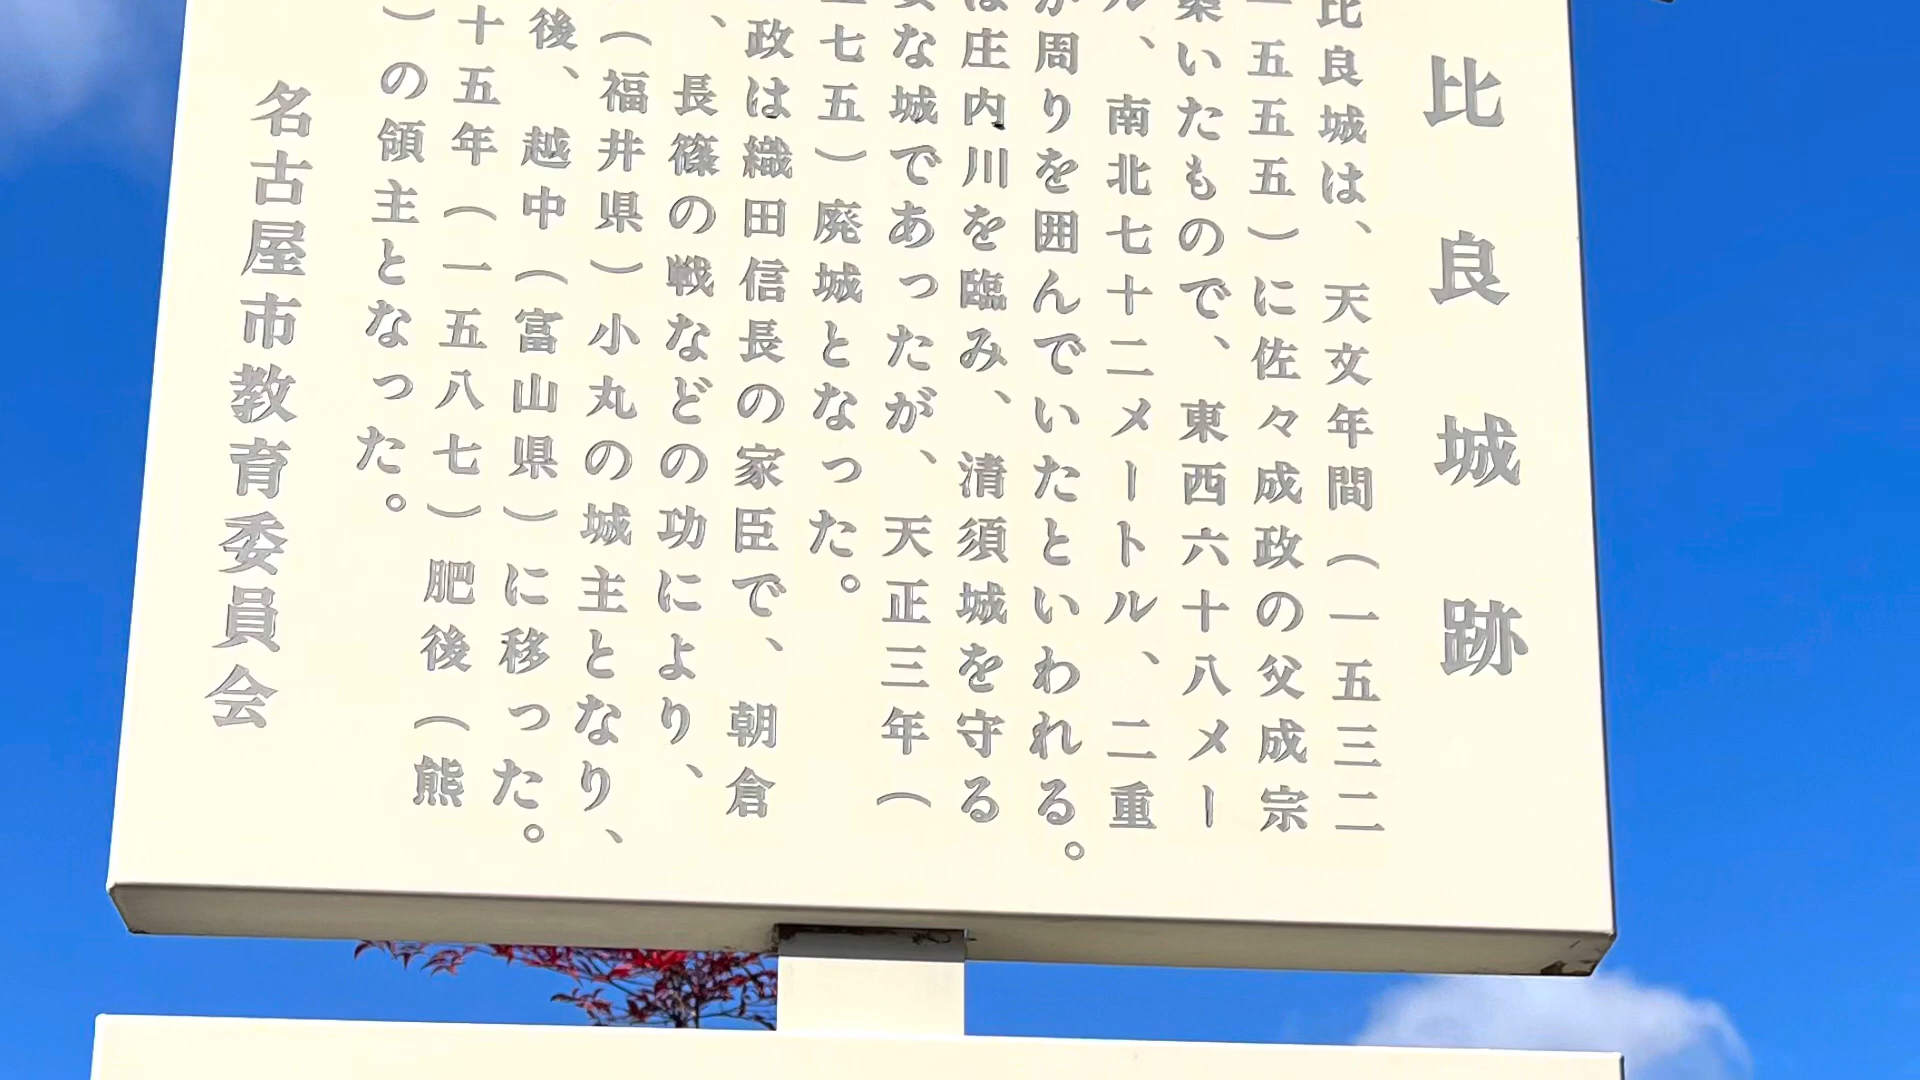 比良城跡
比良城は、天文年間（一五三二
一五五五）に佐々成政の父成宗
築いたもので、東西六十八メー
ル、南北七十二メートル、二重
が周りを囲んでいたといわれる。
は庄内川を臨み、清須城を守る
な城であったが、天正三年（
七五）廃城となった。
政は織田信長の家臣で、朝倉
、長篠の戦などの功により、
（福井県）小丸の城主となり、
後、越中（富山県）に移った。
十五年（一五八七）肥後（熊
）の領主となった。
名古屋市教育委員会